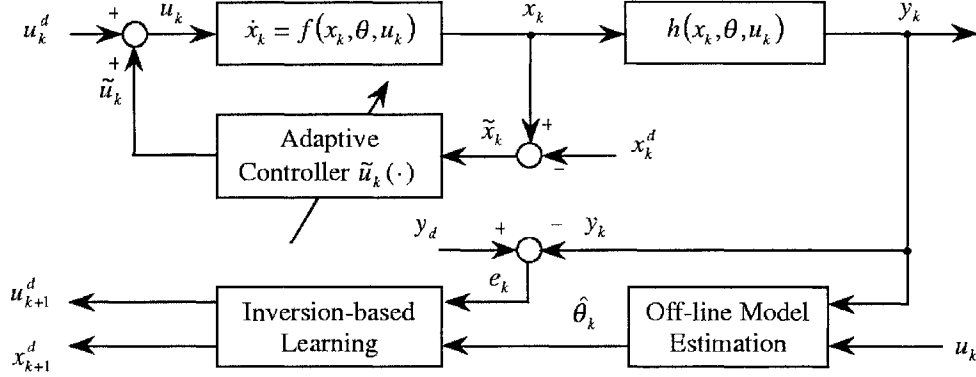 u_k^d
+
u_k
ẋ_k = f(x_k, θ, u_k)
x_k
h(x_k, θ, u_k)
y_k
+
ũ_k
Adaptive
Controller ũ_k(·)
x̃_k
+
−
x_k^d
y_d
+
−
y_k
e_k
u_{k+1}^d
x_{k+1}^d
Inversion-based
Learning
θ̂_k
Off-line Model
Estimation
u_k